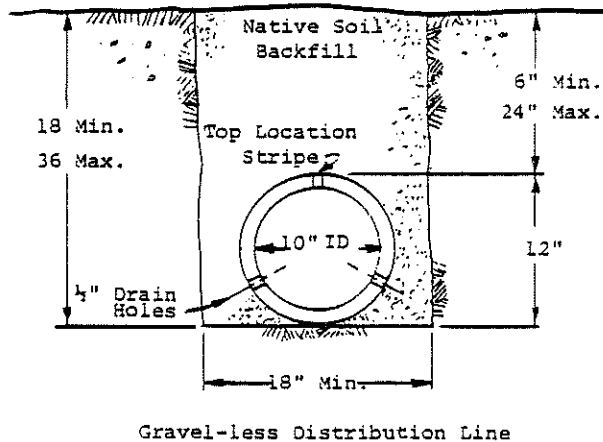 Native Soil
Backfill
6" Min.
24" Max.
18 Min.
36 Max.
Top Location
Stripe
10" ID
12"
½" Drain
Holes
18" Min.
Gravel-less Distribution Line